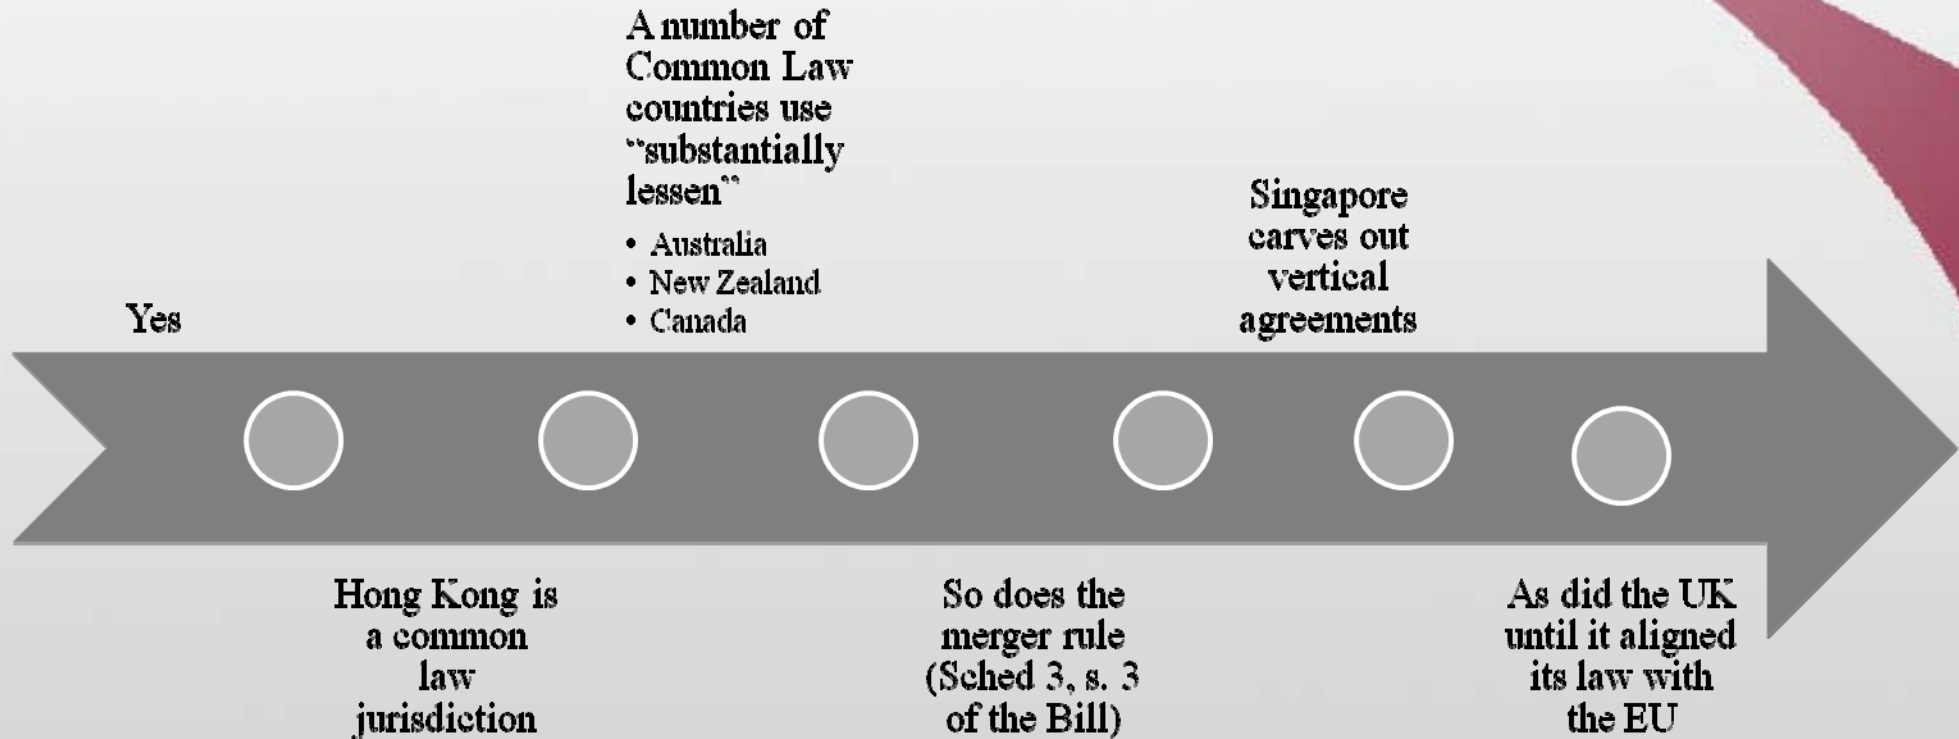 Yes
Hong Kong is
a common
law
jurisdiction
A number of
Common Law
countries use
“substantially
lessen”
• Australia
• New Zealand
• Canada
So does the
merger rule
(Sched 3, s. 3
of the Bill)
Singapore
carves out
vertical
agreements
As did the UK
until it aligned
its law with
the EU